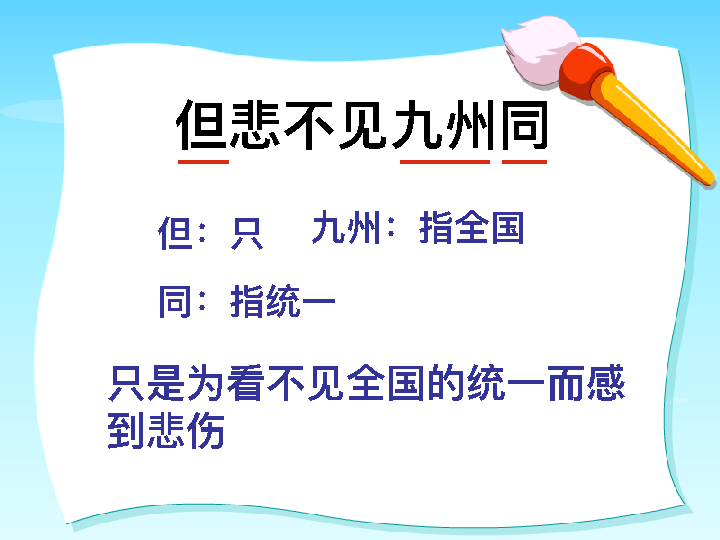 但悲不见九州同
但：只 九州：指全国
同：指统一
只是为看不见全国的统一而感
到悲伤